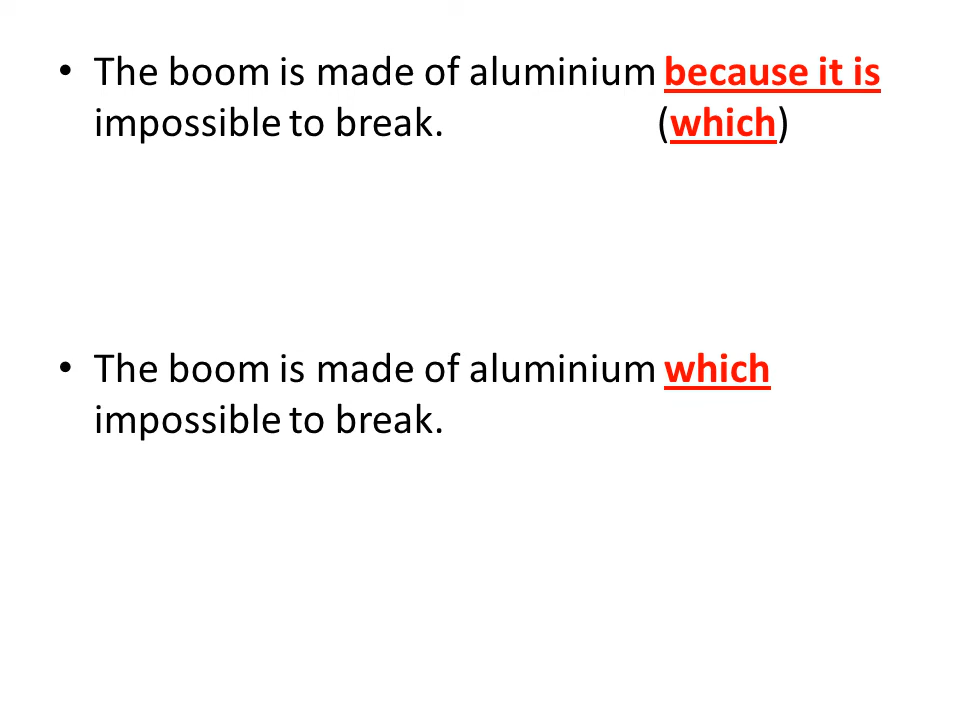 • The boom is made of aluminium because it is
impossible to break. (which)
• The boom is made of aluminium which
impossible to break.